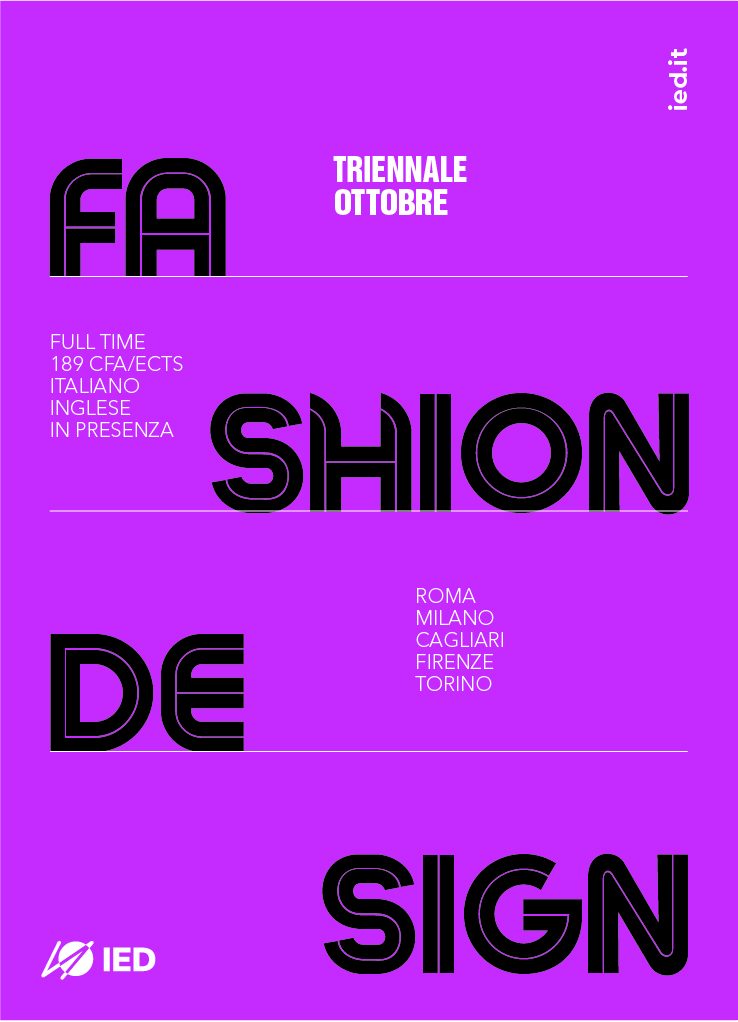 ied.it
FA
TRIENNALE
OTTOBRE
FULL TIME
189 CFA/ECTS
ITALIANO
INGLESE
IN PRESENZA
SHION
ROMA
MILANO
CAGLIARI
FIRENZE
TORINO
DE
SIGN
IED